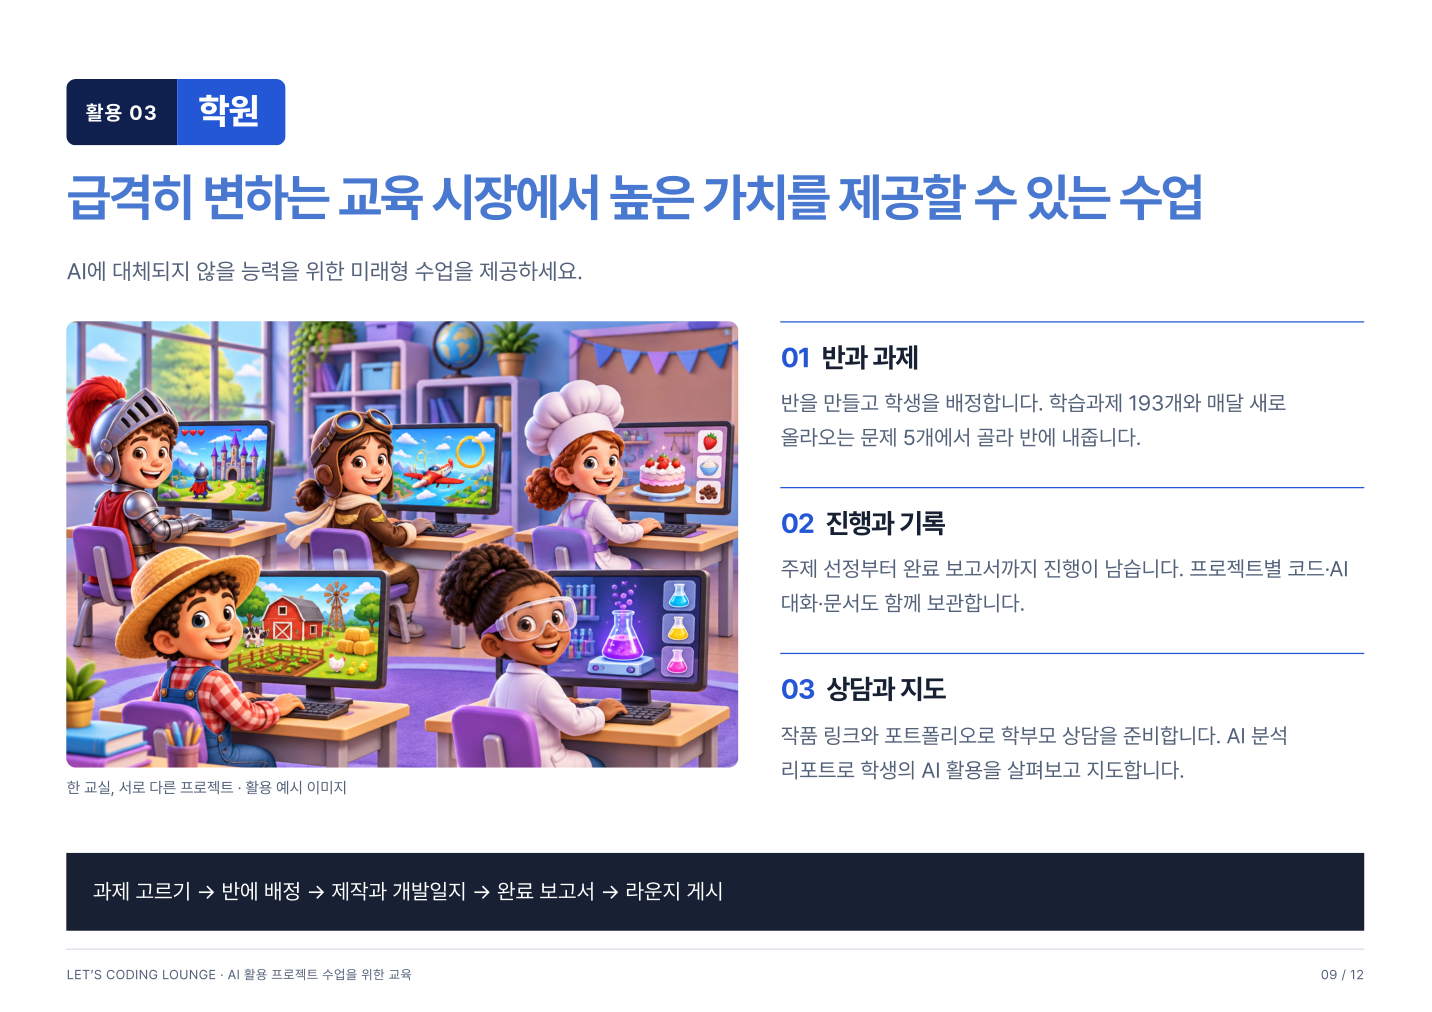 활용 03 학원
급격히 변하는 교육 시장에서 높은 가치를 제공할 수 있는 수업
AI에 대체되지 않을 능력을 위한 미래형 수업을 제공하세요.
한 교실, 서로 다른 프로젝트 · 활용 예시 이미지
01 반과 과제
반을 만들고 학생을 배정합니다. 학습과제 193개와 매달 새로
올라오는 문제 5개에서 골라 반에 내줍니다.
02 진행과 기록
주제 선정부터 완료 보고서까지 진행이 남습니다. 프로젝트별 코드·AI
대화·문서도 함께 보관합니다.
03 상담과 지도
작품 링크와 포트폴리오로 학부모 상담을 준비합니다. AI 분석
리포트로 학생의 AI 활용을 살펴보고 지도합니다.
과제 고르기 → 반에 배정 → 제작과 개발일지 → 완료 보고서 → 라운지 게시
LET'S CODING LOUNGE · AI 활용 프로젝트 수업을 위한 교육
09 / 12